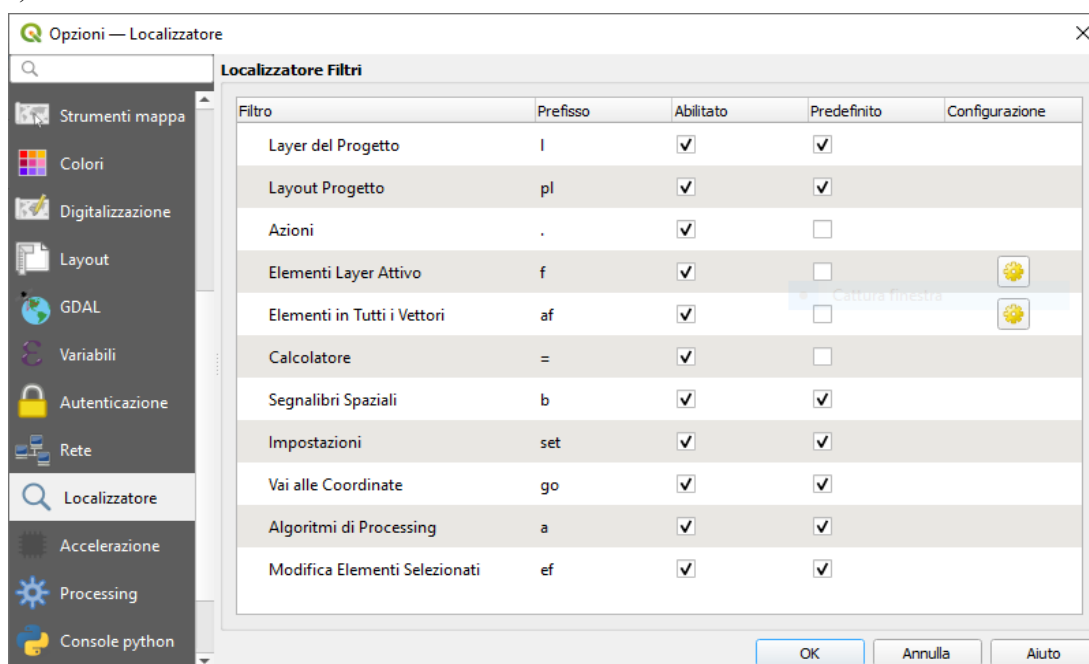 Opzioni — Localizzatore
Strumenti mappa
Colori
Digitalizzazione
Layout
GDAL
Variabili
Autenticazione
Rete
Localizzatore
Accelerazione
Processing
Console python
Localizzatore Filtri
Filtro Prefisso Abilitato Predefinito Configurazione
Layer del Progetto l
Layout Progetto pl
Azioni .
Elementi Layer Attivo f
Cattura finestra
Elementi in Tutti i Vettori af
Calcolatore =
Segnalibri Spaziali b
Impostazioni set
Vai alle Coordinate go
Algoritmi di Processing a
Modifica Elementi Selezionati ef
OK Annulla Aiuto